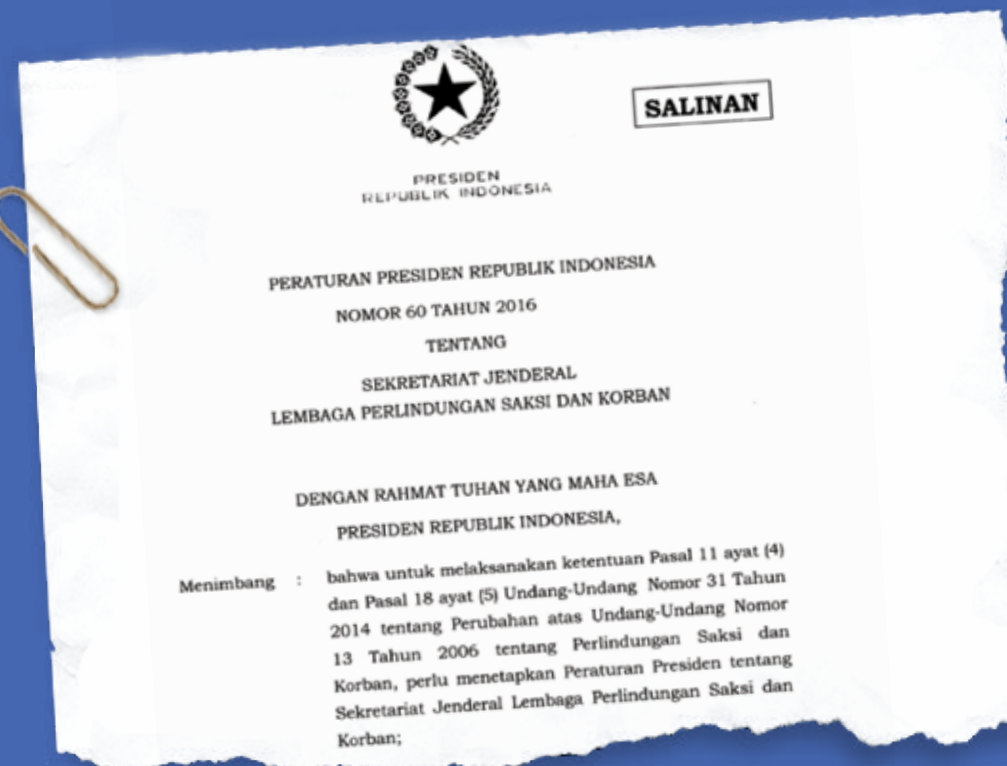 SALINAN
PRESIDEN
REPUBLIK INDONESIA
PERATURAN PRESIDEN REPUBLIK INDONESIA
NOMOR 60 TAHUN 2016
TENTANG
SEKRETARIAT JENDERAL
LEMBAGA PERLINDUNGAN SAKSI DAN KORBAN
DENGAN RAHMAT TUHAN YANG MAHA ESA
PRESIDEN REPUBLIK INDONESIA,
Menimbang : bahwa untuk melaksanakan ketentuan Pasal 11 ayat (4)
dan Pasal 18 ayat (5) Undang-Undang Nomor 31 Tahun
2014 tentang Perubahan atas Undang-Undang Nomor
13 Tahun 2006 tentang Perlindungan Saksi dan
Korban, perlu menetapkan Peraturan Presiden tentang
Sekretariat Jenderal Lembaga Perlindungan Saksi dan
Korban;